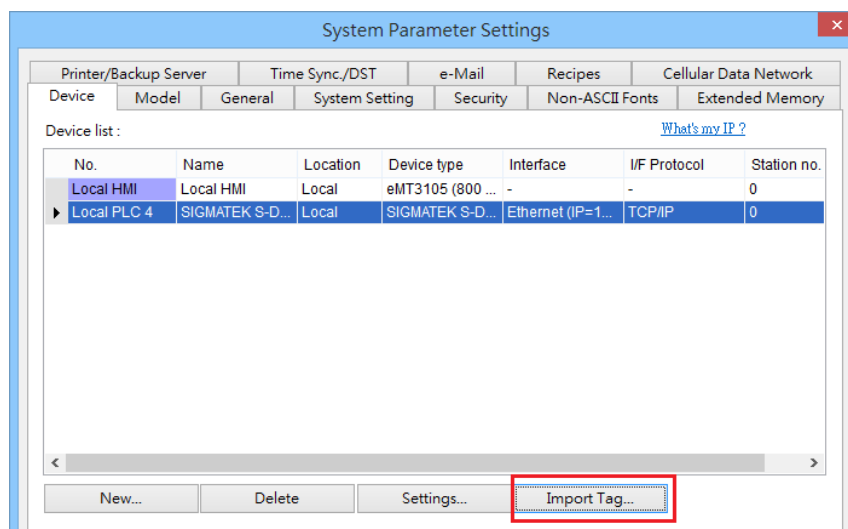 System Parameter Settings
Printer/Backup Server Time Sync./DST e-Mail Recipes Cellular Data Network
Device Model General System Setting Security Non-ASCII Fonts Extended Memory
Device list : What's my IP ?
No. Name Location Device type Interface I/F Protocol Station no.
Local HMI Local HMI Local eMT3105 (800 ... - - 0
Local PLC 4 SIGMATEK S-D... Local SIGMATEK S-D... Ethernet (IP=1... TCP/IP 0
New... Delete Settings... Import Tag...